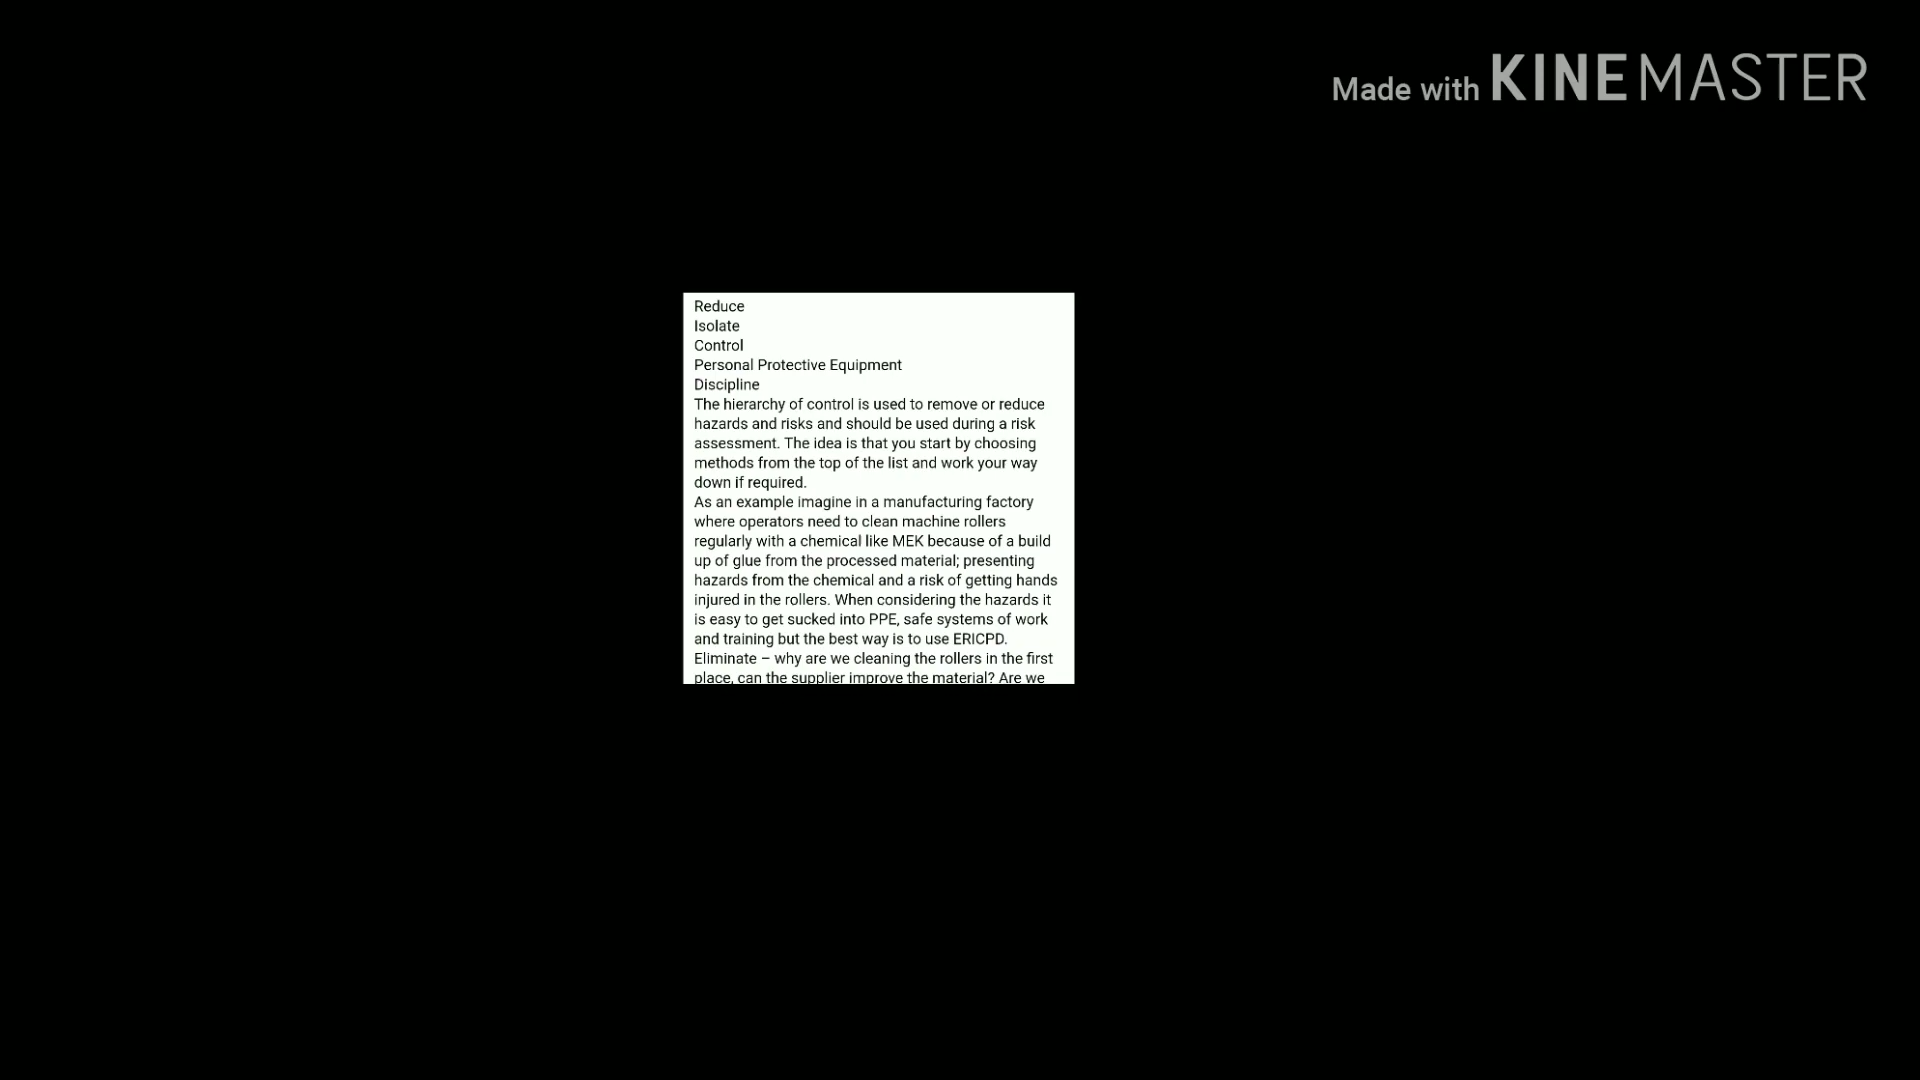 Made with KINEMASTER
Reduce
Isolate
Control
Personal Protective Equipment
Discipline
The hierarchy of control is used to remove or reduce
hazards and risks and should be used during a risk
assessment. The idea is that you start by choosing
methods from the top of the list and work your way
down if required.
As an example imagine in a manufacturing factory
where operators need to clean machine rollers
regularly with a chemical like MEK because of a build
up of glue from the processed material; presenting
hazards from the chemical and a risk of getting hands
injured in the rollers. When considering the hazards it
is easy to get sucked into PPE, safe systems of work
and training but the best way is to use ERICPD.
Eliminate – why are we cleaning the rollers in the first
place, can the supplier improve the material? Are we